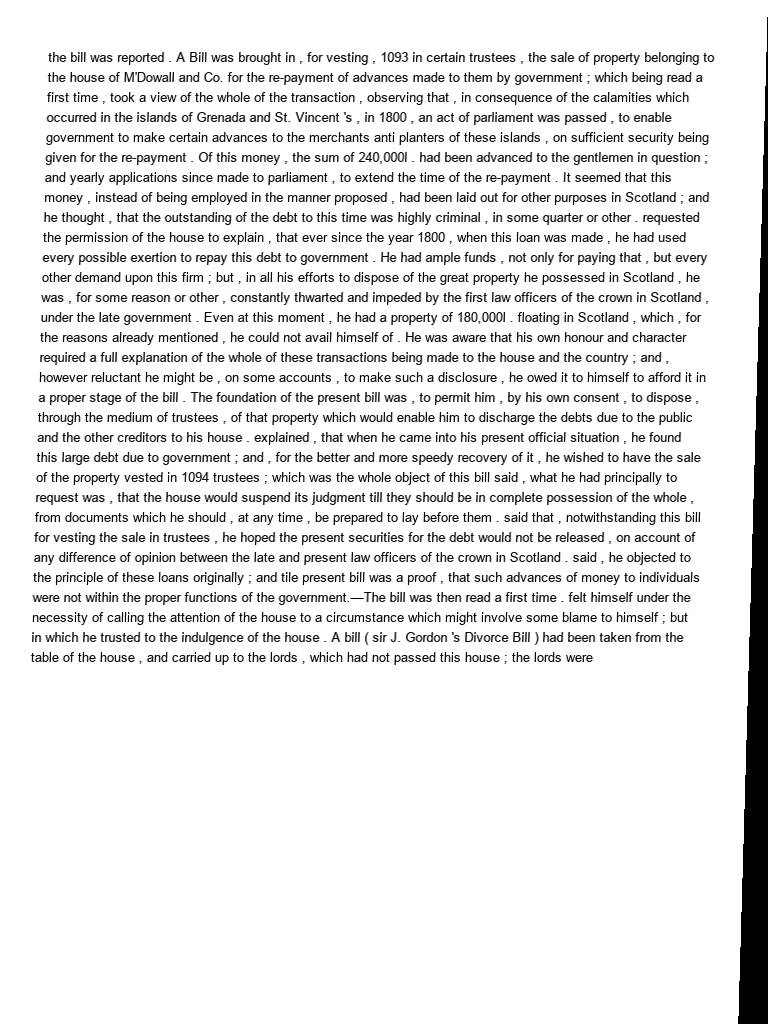 the bill was reported . A Bill was brought in , for vesting , 1093 in certain trustees , the sale of property belonging to
the house of M'Dowall and Co. for the re-payment of advances made to them by government ; which being read a
first time , took a view of the whole of the transaction , observing that , in consequence of the calamities which
occurred in the islands of Grenada and St. Vincent 's , in 1800 , an act of parliament was passed , to enable
government to make certain advances to the merchants anti planters of these islands , on sufficient security being
given for the re-payment . Of this money , the sum of 240,000l . had been advanced to the gentlemen in question ;
and yearly applications since made to parliament , to extend the time of the re-payment . It seemed that this
money , instead of being employed in the manner proposed , had been laid out for other purposes in Scotland ; and
he thought , that the outstanding of the debt to this time was highly criminal , in some quarter or other . requested
the permission of the house to explain , that ever since the year 1800 , when this loan was made , he had used
every possible exertion to repay this debt to government . He had ample funds , not only for paying that , but every
other demand upon this firm ; but , in all his efforts to dispose of the great property he possessed in Scotland , he
was , for some reason or other , constantly thwarted and impeded by the first law officers of the crown in Scotland ,
under the late government . Even at this moment , he had a property of 180,000l . floating in Scotland , which , for
the reasons already mentioned , he could not avail himself of . He was aware that his own honour and character
required a full explanation of the whole of these transactions being made to the house and the country ; and ,
however reluctant he might be , on some accounts , to make such a disclosure , he owed it to himself to afford it in
a proper stage of the bill . The foundation of the present bill was , to permit him , by his own consent , to dispose ,
through the medium of trustees , of that property which would enable him to discharge the debts due to the public
and the other creditors to his house . explained , that when he came into his present official situation , he found
this large debt due to government ; and , for the better and more speedy recovery of it , he wished to have the sale
of the property vested in 1094 trustees ; which was the whole object of this bill said , what he had principally to
request was , that the house would suspend its judgment till they should be in complete possession of the whole ,
from documents which he should , at any time , be prepared to lay before them . said that , notwithstanding this bill
for vesting the sale in trustees , he hoped the present securities for the debt would not be released , on account of
any difference of opinion between the late and present law officers of the crown in Scotland . said , he objected to
the principle of these loans originally ; and tile present bill was a proof , that such advances of money to individuals
were not within the proper functions of the government.—The bill was then read a first time . felt himself under the
necessity of calling the attention of the house to a circumstance which might involve some blame to himself ; but
in which he trusted to the indulgence of the house . A bill ( sir J. Gordon 's Divorce Bill ) had been taken from the
table of the house , and carried up to the lords , which had not passed this house ; the lords were